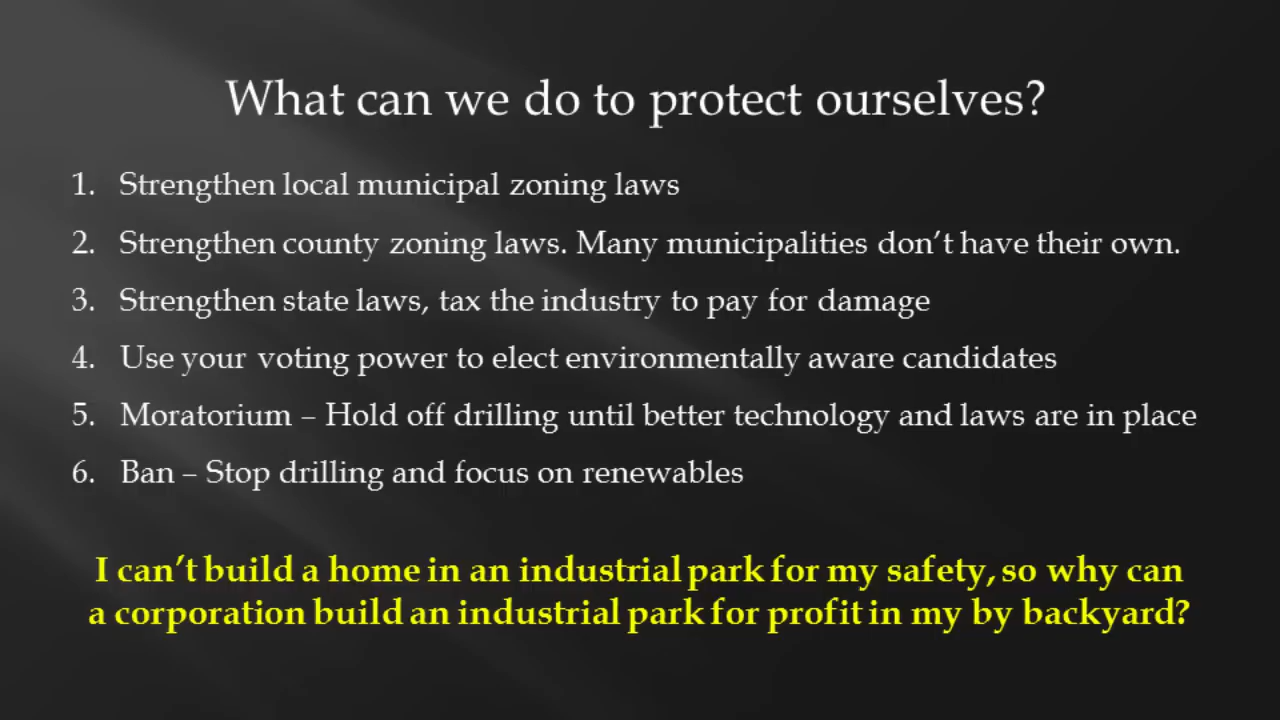 What can we do to protect ourselves?
1. Strengthen local municipal zoning laws
2. Strengthen county zoning laws. Many municipalities don’t have their own.
3. Strengthen state laws, tax the industry to pay for damage
4. Use your voting power to elect environmentally aware candidates
5. Moratorium – Hold off drilling until better technology and laws are in place
6. Ban – Stop drilling and focus on renewables
I can’t build a home in an industrial park for my safety, so why can
a corporation build an industrial park for profit in my by backyard?